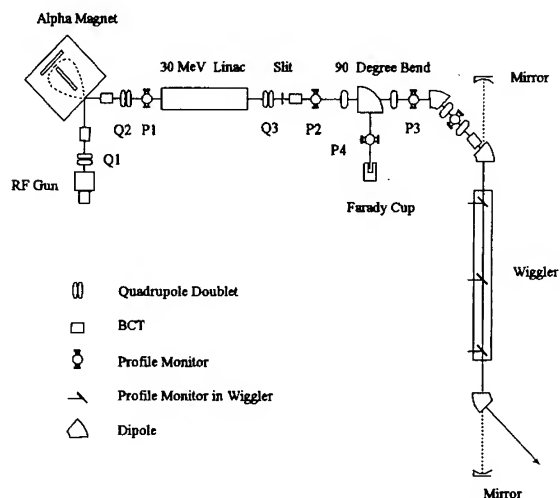 Alpha Magnet
30 MeV Linac
Slit
90 Degree Bend
Mirror
Q2
P1
Q3
P2
P3
Q1
P4
RF Gun
Farady Cup
Wiggler
Quadrupole Doublet
BCT
Profile Monitor
Profile Monitor in Wiggler
Dipole
Mirror